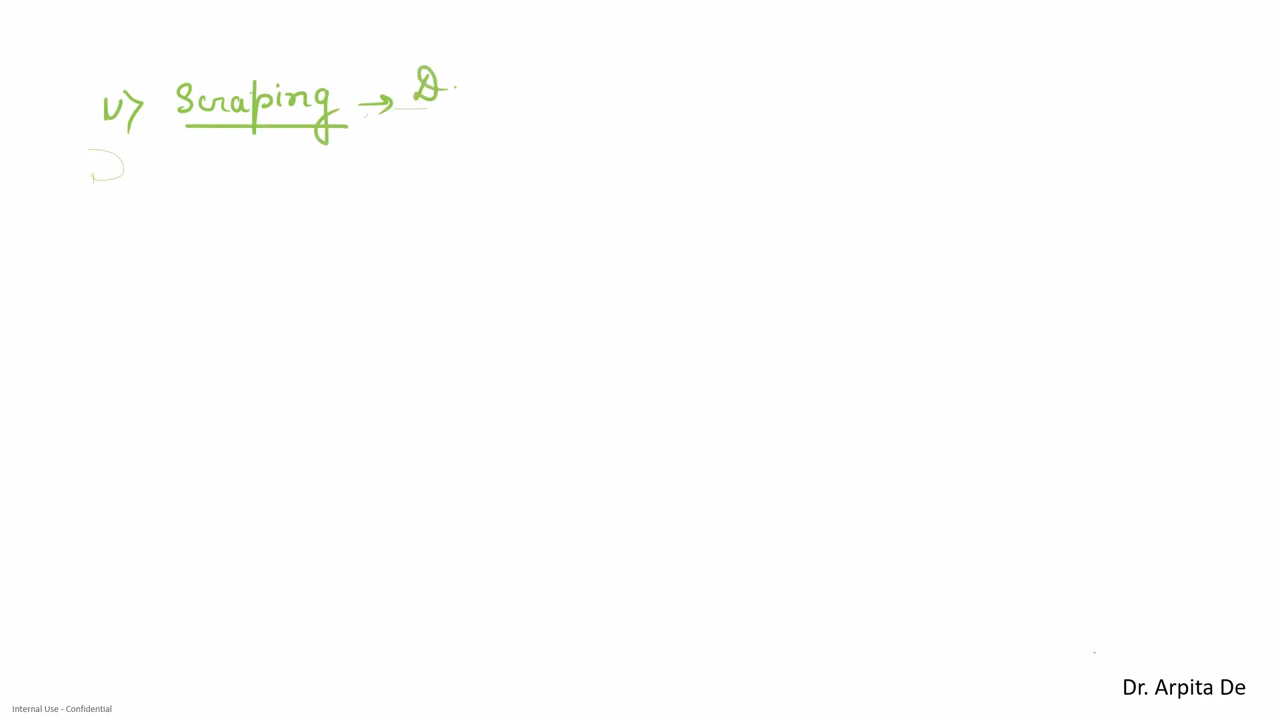 v> Scraping → D
D
Dr. Arpita De
Internal Use - Confidential